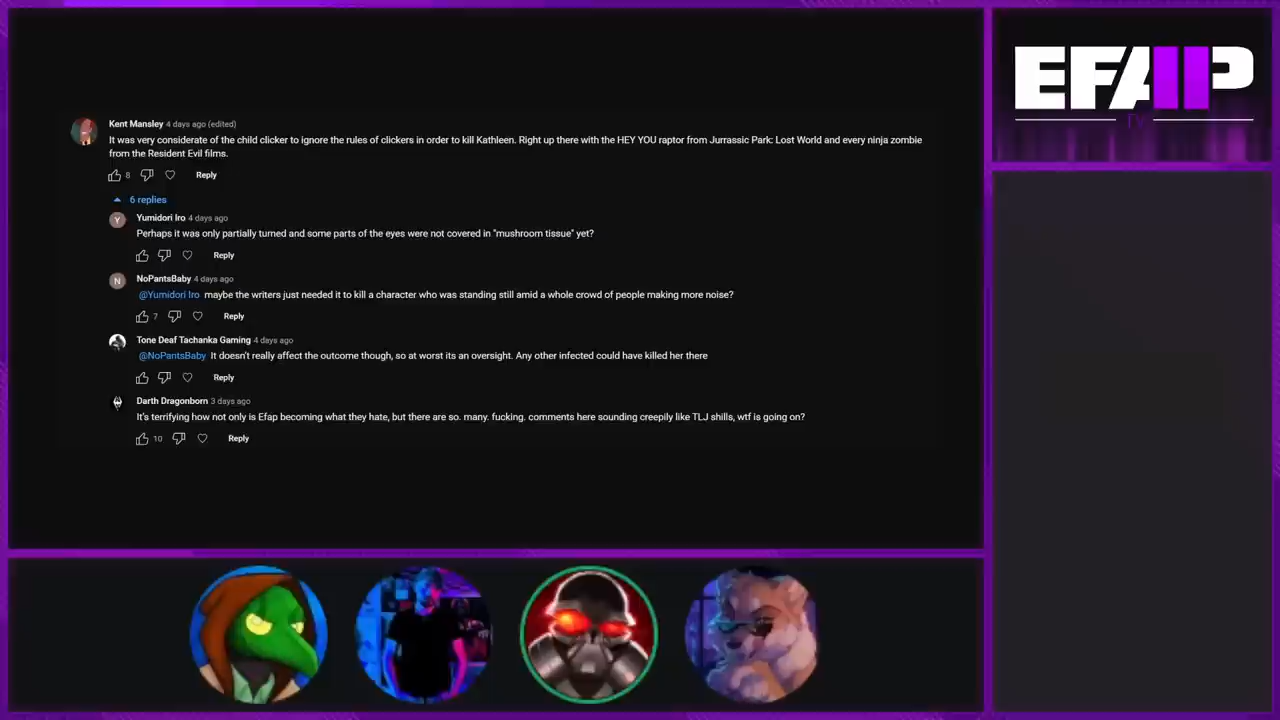 EFAP
TV
Kent Mansley 4 days ago (edited)
It was very considerate of the child clicker to ignore the rules of clickers in order to kill Kathleen. Right up there with the HEY YOU raptor from Jurrassic Park: Lost World and every ninja zombie
from the Resident Evil films.
8 Reply
6 replies
Y
Yumidori Iro 4 days ago
Perhaps it was only partially turned and some parts of the eyes were not covered in "mushroom tissue" yet?
Reply
N
NoPantsBaby 4 days ago
@Yumidori Iro maybe the writers just needed it to kill a character who was standing still amid a whole crowd of people making more noise?
7 Reply
Tone Deaf Tachanka Gaming 4 days ago
@NoPantsBaby It doesn't really affect the outcome though, so at worst its an oversight. Any other infected could have killed her there
Reply
Darth Dragonborn 3 days ago
It's terrifying how not only is Efap becoming what they hate, but there are so. many. fucking. comments here sounding creepily like TLJ shills, wtf is going on?
10 Reply